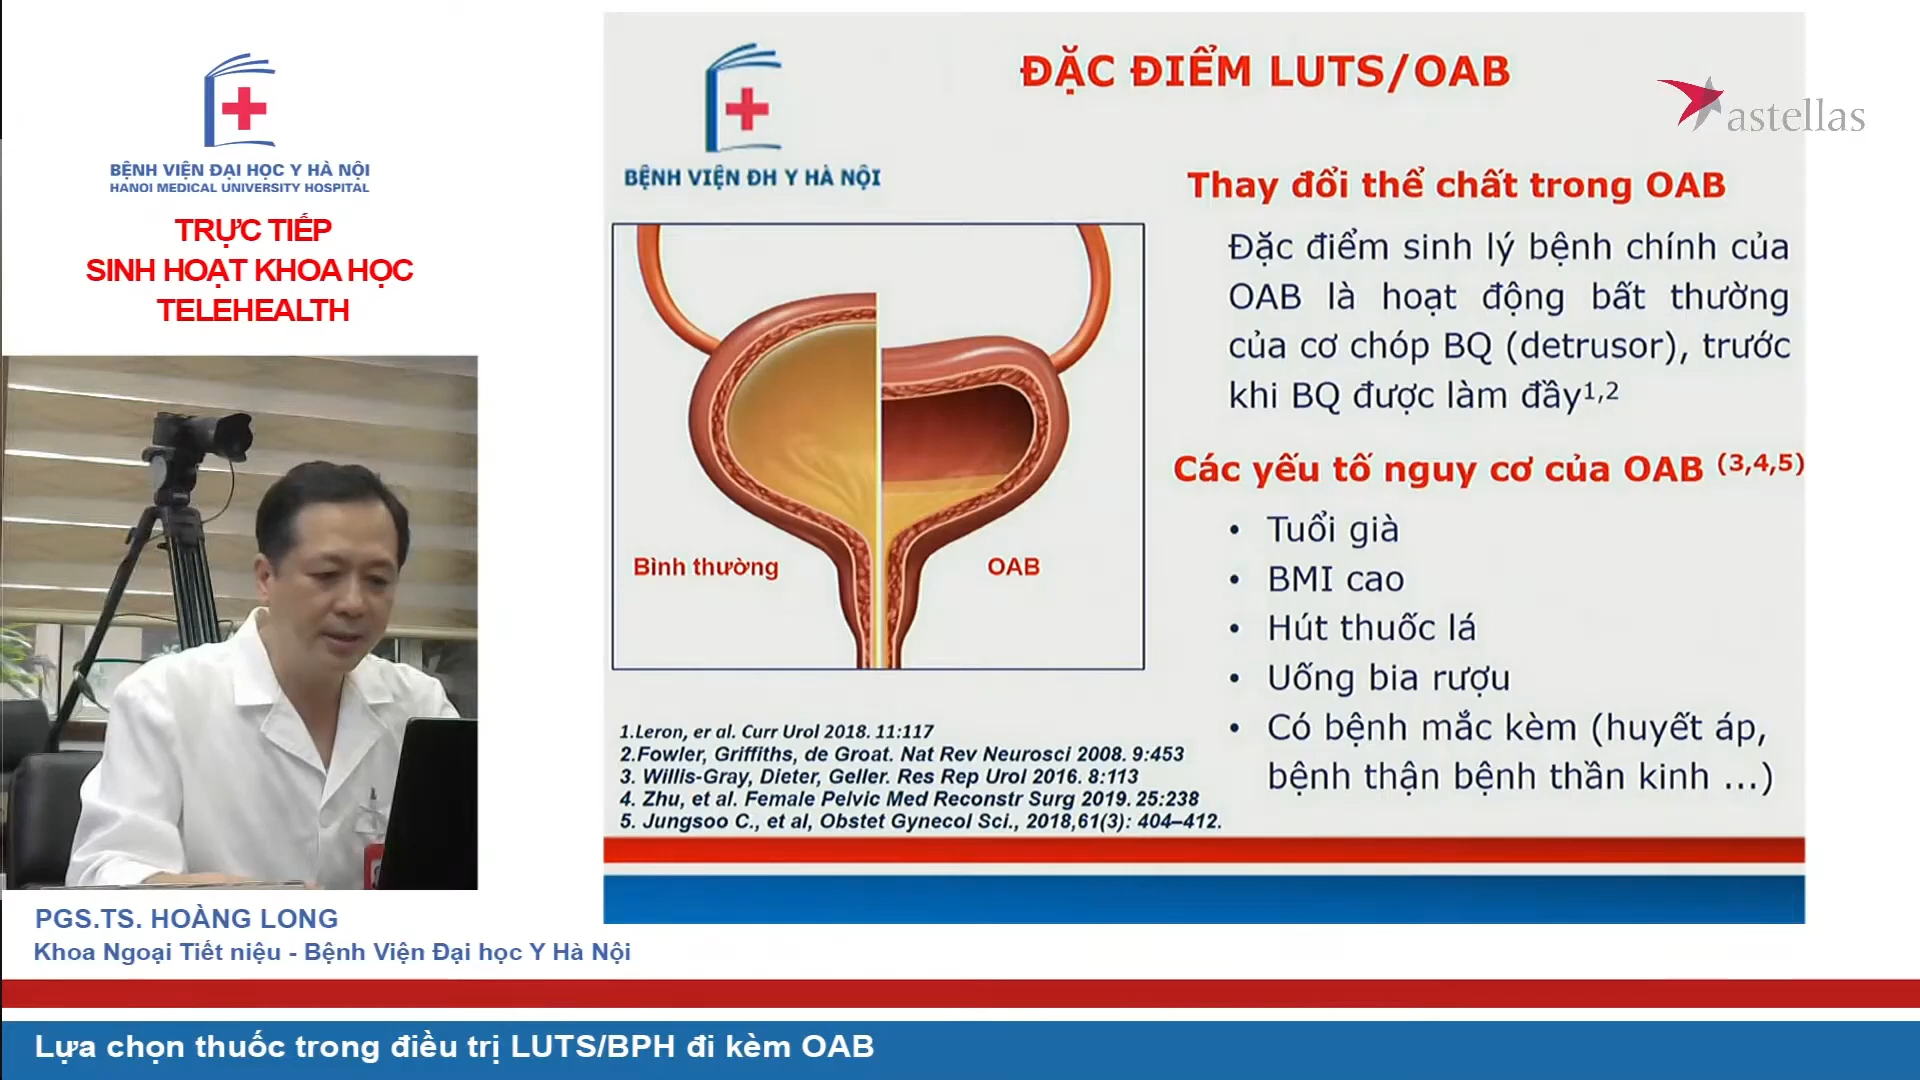 BỆNH VIỆN ĐẠI HỌC Y HÀ NỘI
HANOI MEDICAL UNIVERSITY HOSPITAL
TRỰC TIẾP
SINH HOẠT KHOA HỌC
TELEHEALTH
PGS.TS. HOÀNG LONG
Khoa Ngoại Tiết niệu - Bệnh Viện Đại học Y Hà Nội
BỆNH VIỆN ĐH Y HÀ NỘI
ĐẶC ĐIỂM LUTS/OAB
astellas
Thay đổi thể chất trong OAB
Đặc điểm sinh lý bệnh chính của
OAB là hoạt động bất thường
của cơ chóp BQ (detrusor), trước
khi BQ được làm đầy1,2
Bình thường
OAB
Các yếu tố nguy cơ của OAB (3,4,5)
• Tuổi già
• BMI cao
• Hút thuốc lá
• Uống bia rượu
• Có bệnh mắc kèm (huyết áp,
bệnh thận bệnh thần kinh ...)
1.Leron, er al. Curr Urol 2018. 11:117
2.Fowler, Griffiths, de Groat. Nat Rev Neurosci 2008. 9:453
3. Willis-Gray, Dieter, Geller. Res Rep Urol 2016. 8:113
4. Zhu, et al. Female Pelvic Med Reconstr Surg 2019. 25:238
5. Jungsoo C., et al, Obstet Gynecol Sci., 2018,61(3): 404–412.
Lựa chọn thuốc trong điều trị LUTS/BPH đi kèm OAB